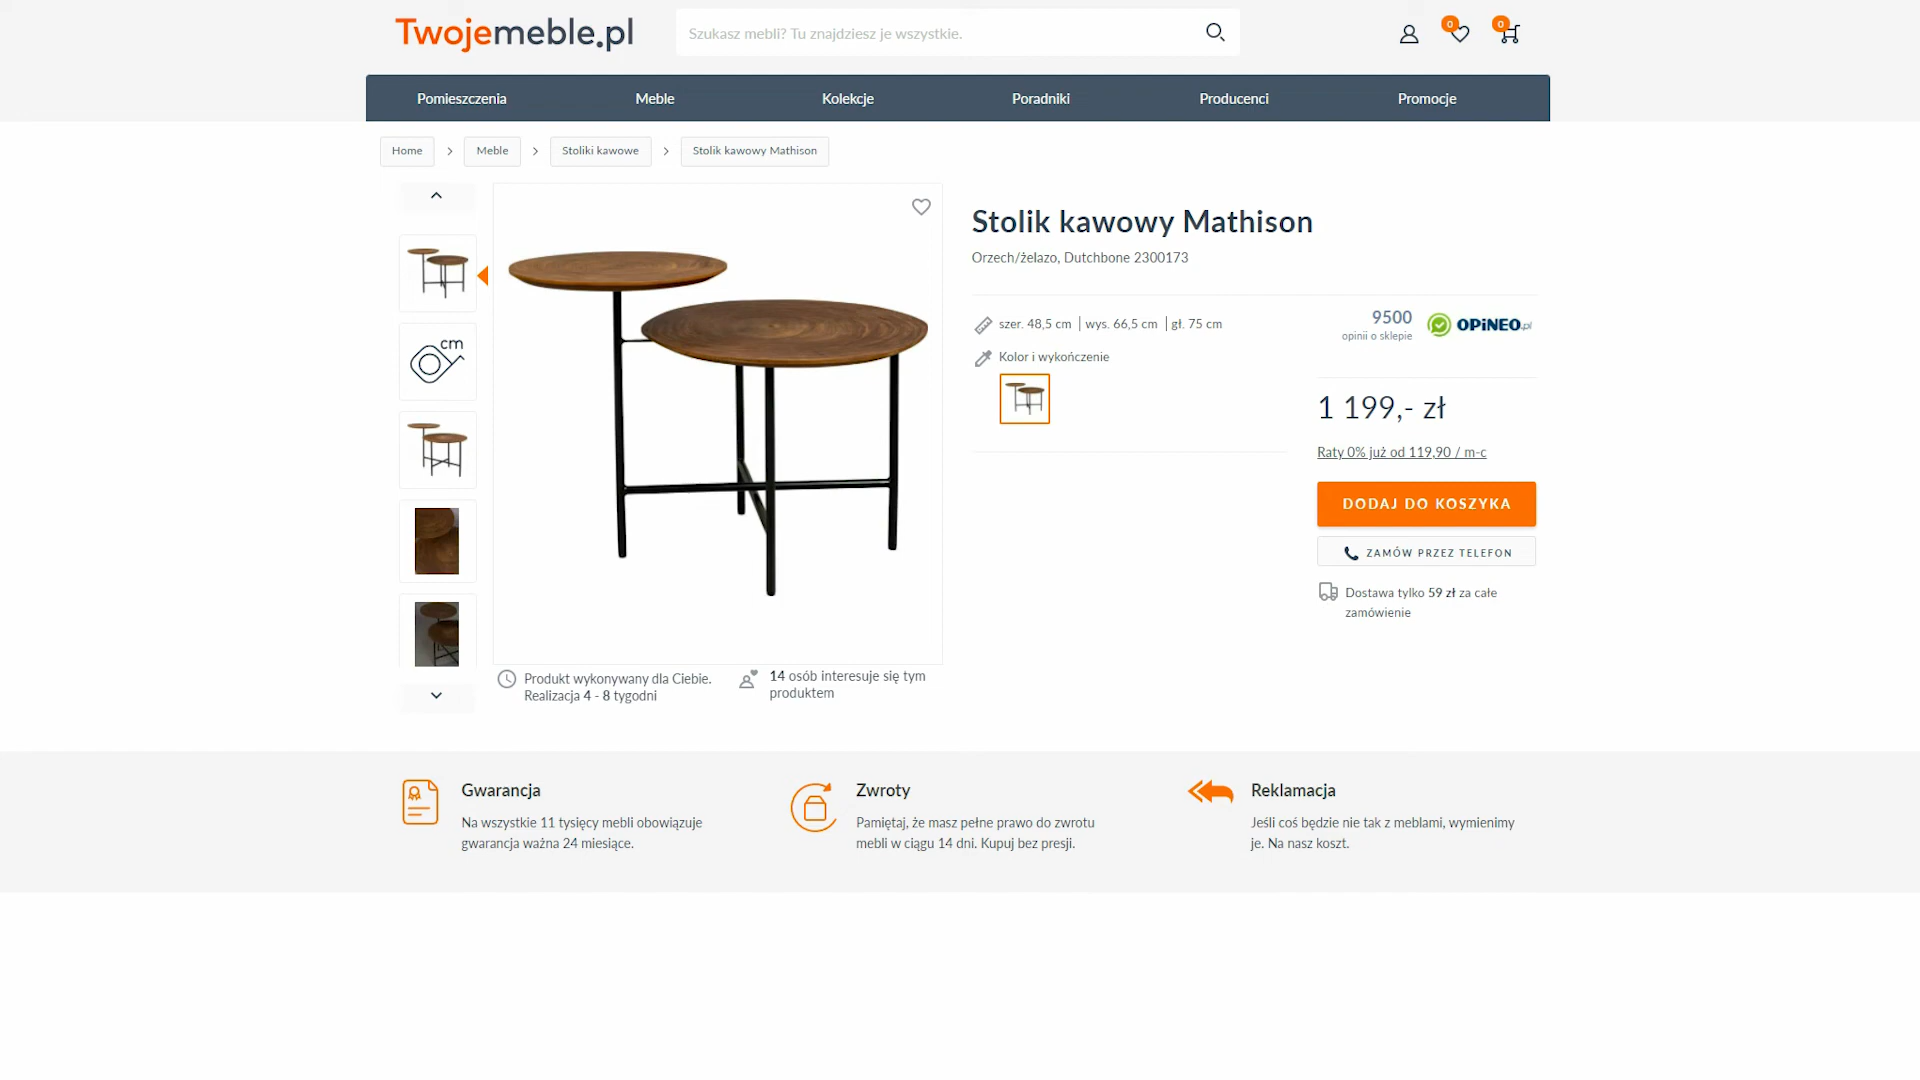 Twojemeble.pl
Szukasz mebli? Tu znajdziesz je wszystkie.
0
0
Pomieszczenia
Meble
Kolekcje
Poradniki
Producenci
Promocje
Home
Meble
Stoliki kawowe
Stolik kawowy Mathison
cm
Stolik kawowy Mathison
Orzech/żelazo, Dutchbone 2300173
szer. 48,5 cm | wys. 66,5 cm | gł. 75 cm
Kolor i wykończenie
9500
opinii o sklepie
OPiNEO.pl
1 199,- zł
Raty 0% już od 119,90 / m-c
DODAJ DO KOSZYKA
ZAMÓW PRZEZ TELEFON
Dostawa tylko 59 zł za całe
zamówienie
Produkt wykonywany dla Ciebie.
Realizacja 4 - 8 tygodni
14 osób interesuje się tym
produktem
Gwarancja
Na wszystkie 11 tysięcy mebli obowiązuje
gwarancja ważna 24 miesiące.
Zwroty
Pamiętaj, że masz pełne prawo do zwrotu
mebli w ciągu 14 dni. Kupuj bez presji.
Reklamacja
Jeśli coś będzie nie tak z meblami, wymienimy
je. Na nasz koszt.